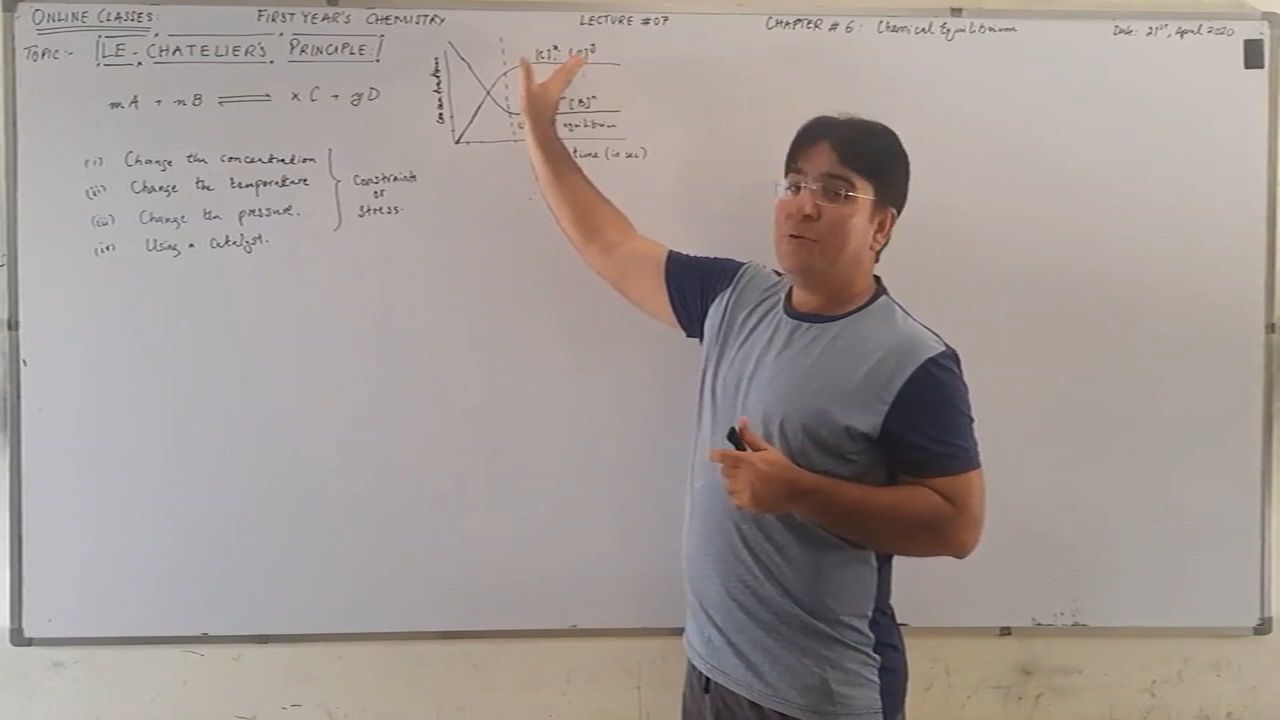 ONLINE CLASSES: FIRST YEAR'S CHEMISTRY LECTURE #07 CHAPTER # 6: Chemical Equilibrium Date: 21st, April 2020
TOPIC:- LE-CHATELIER'S PRINCIPLE:
mA + nB ⇌ xC + yD
(i) Change the concentration
(ii) Change the temperature
(iii) Change the pressure.
(iv) Using a catalyst.
Constraints
or
Stress.
concentration
[C]x
[B]n
equilibrium
time (in sec)